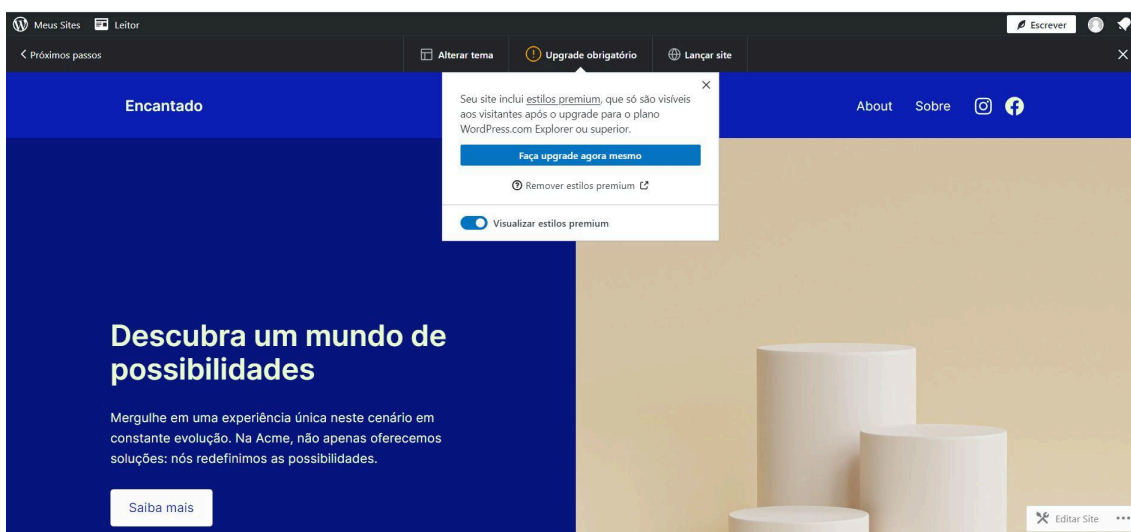 Meus Sites
Leitor
Escrever
Próximos passos
Alterar tema
Upgrade obrigatório
Lançar site
Encantado
About
Sobre
Seu site inclui estilos premium, que só são visíveis
aos visitantes após o upgrade para o plano
WordPress.com Explorer ou superior.
Faça upgrade agora mesmo
Remover estilos premium
Visualizar estilos premium
Descubra um mundo de
possibilidades
Mergulhe em uma experiência única neste cenário em
constante evolução. Na Acme, não apenas oferecemos
soluções: nós redefinimos as possibilidades.
Saiba mais
Editar Site